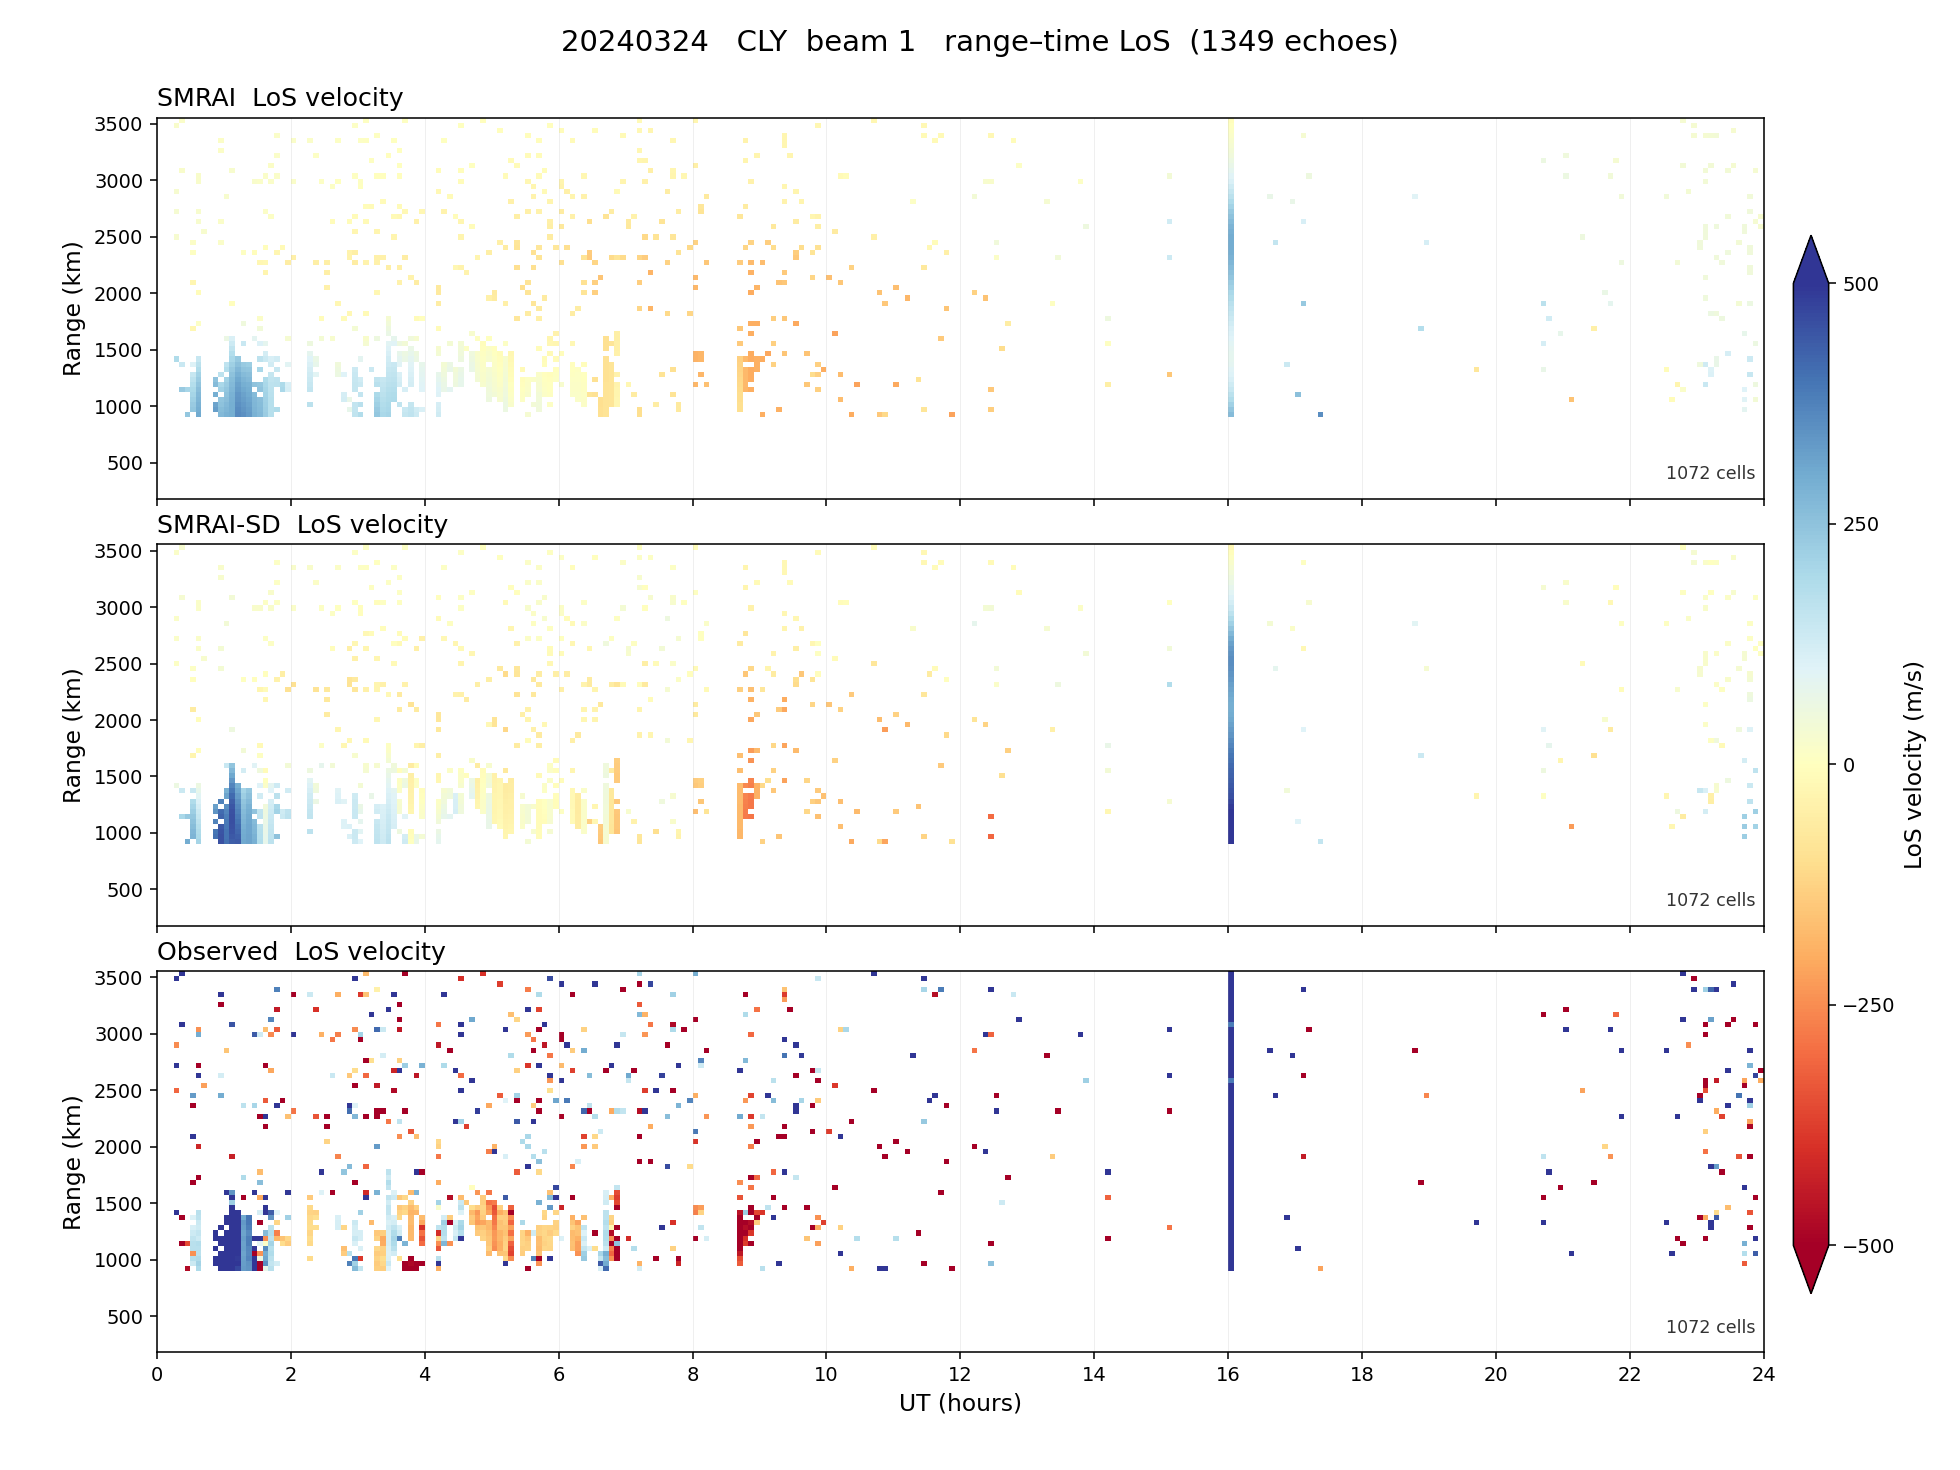 20240324   CLY  beam 1   range–time LoS  (1349 echoes)
SMRAI  LoS velocity
3500
3000
2500
2000
1500
1000
500
Range (km)
1072 cells
SMRAI-SD  LoS velocity
3500
3000
2500
2000
1500
1000
500
Range (km)
1072 cells
Observed  LoS velocity
3500
3000
2500
2000
1500
1000
500
Range (km)
1072 cells
0 2 4 6 8 10 12 14 16 18 20 22 24
UT (hours)
500
250
0
−250
−500
LoS velocity (m/s)